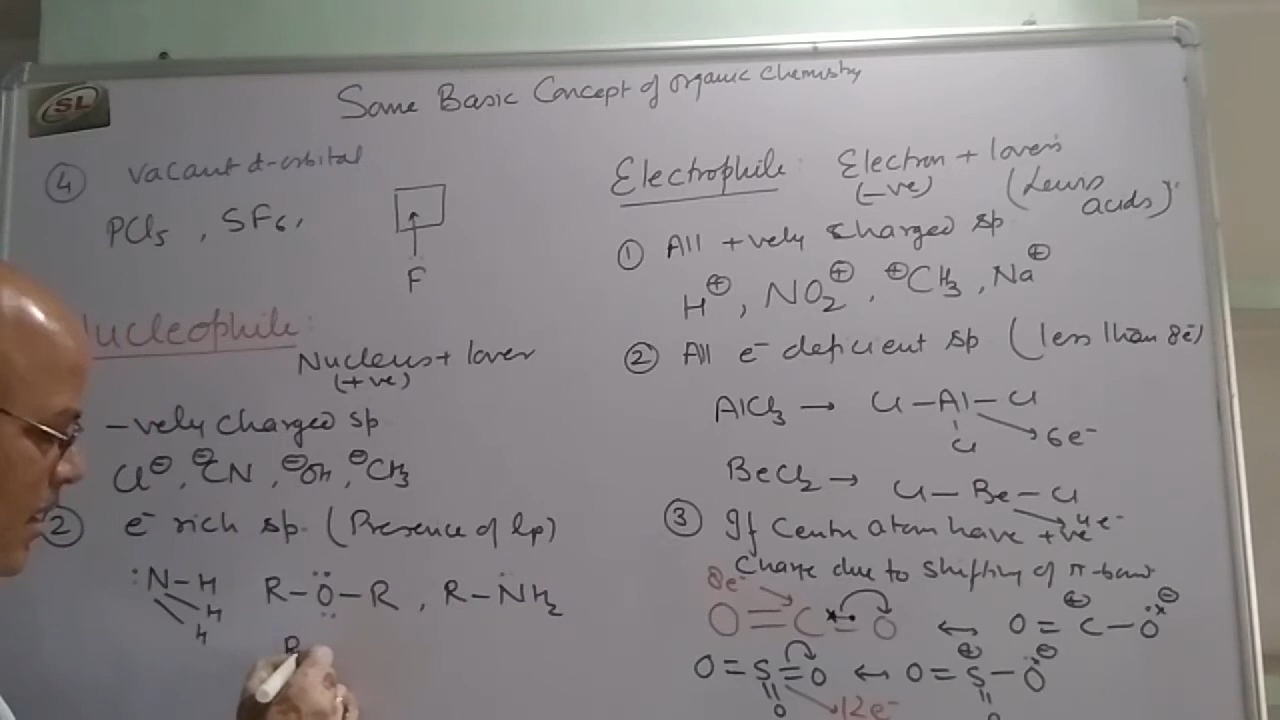 SL
Some Basic Concept of organic Chemistry
④ vacant d-orbital
PCl5, SF6,
F
Nucleophile:
Nucleus + lover
(+ve)
-vely charged sp
Cl⊖, ⊖CN, ⊖OH, ⊖CH3
② e⁻ rich sp. (Presence of lp)
:N-H
H
H
R-Ö-R, R-NH2
R
Electrophile: Electron + lovers
(-ve) (Lewis acids)
① All +vely charged sp
H⊕, NO2⊕, ⊕CH3, Na⊕
② All e⁻ deficient sp (less than 8e⁻)
AlCl3 → Cl-Al-Cl
Cl
6e⁻
BeCl2 → Cl-Be-Cl
4e⁻
③ If Centra atom have +ve
Charge due to shifting of π-bond
8e⁻
O=C=O ↔ O=C⊕-O⊖
O=S=O ↔ O=S⊕-O⊖
O
12e⁻
O